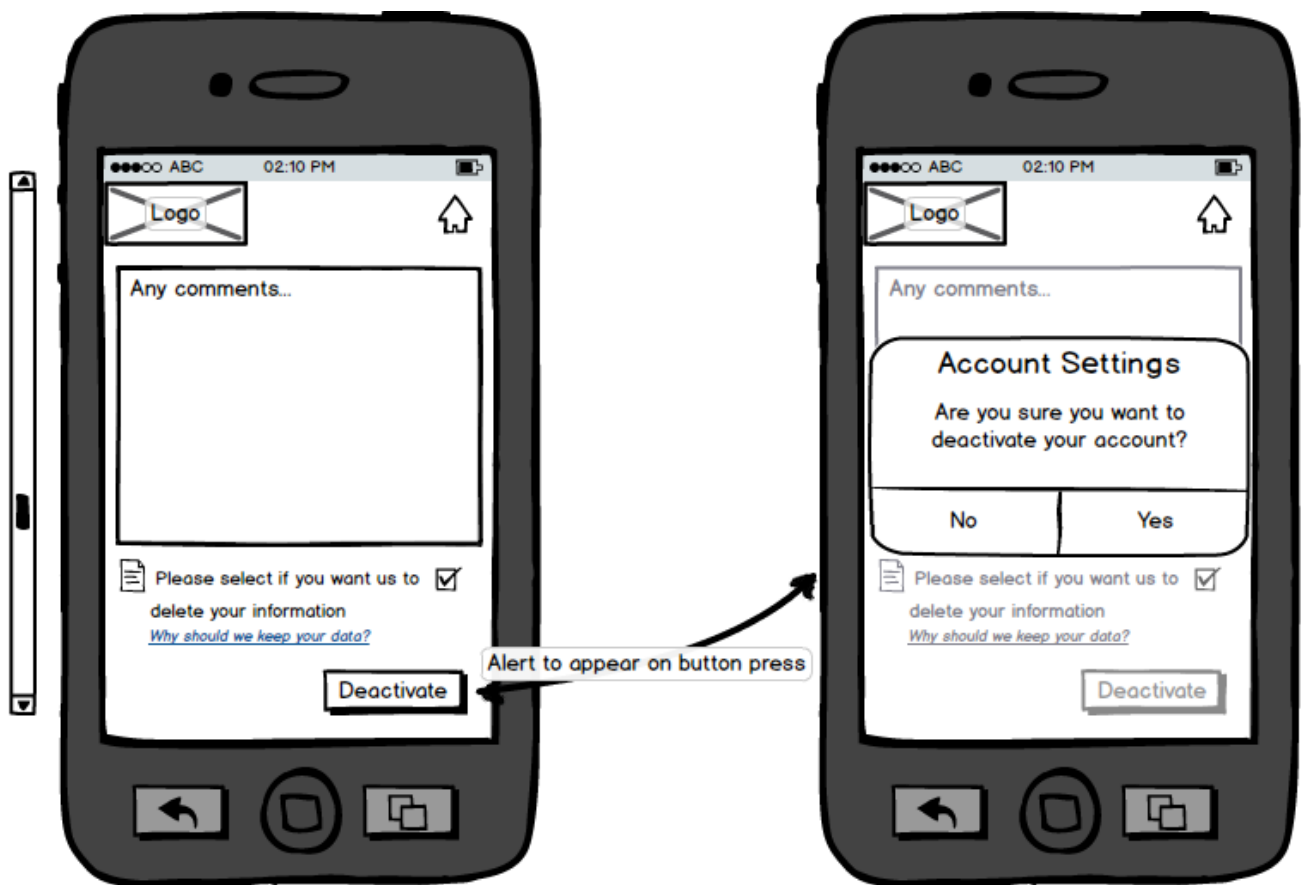 ABC 02:10 PM
Logo
Any comments...
Please select if you want us to
delete your information
Why should we keep your data?
Deactivate
Alert to appear on button press
ABC 02:10 PM
Logo
Any comments...
Account Settings
Are you sure you want to
deactivate your account?
No Yes
Please select if you want us to
delete your information
Why should we keep your data?
Deactivate